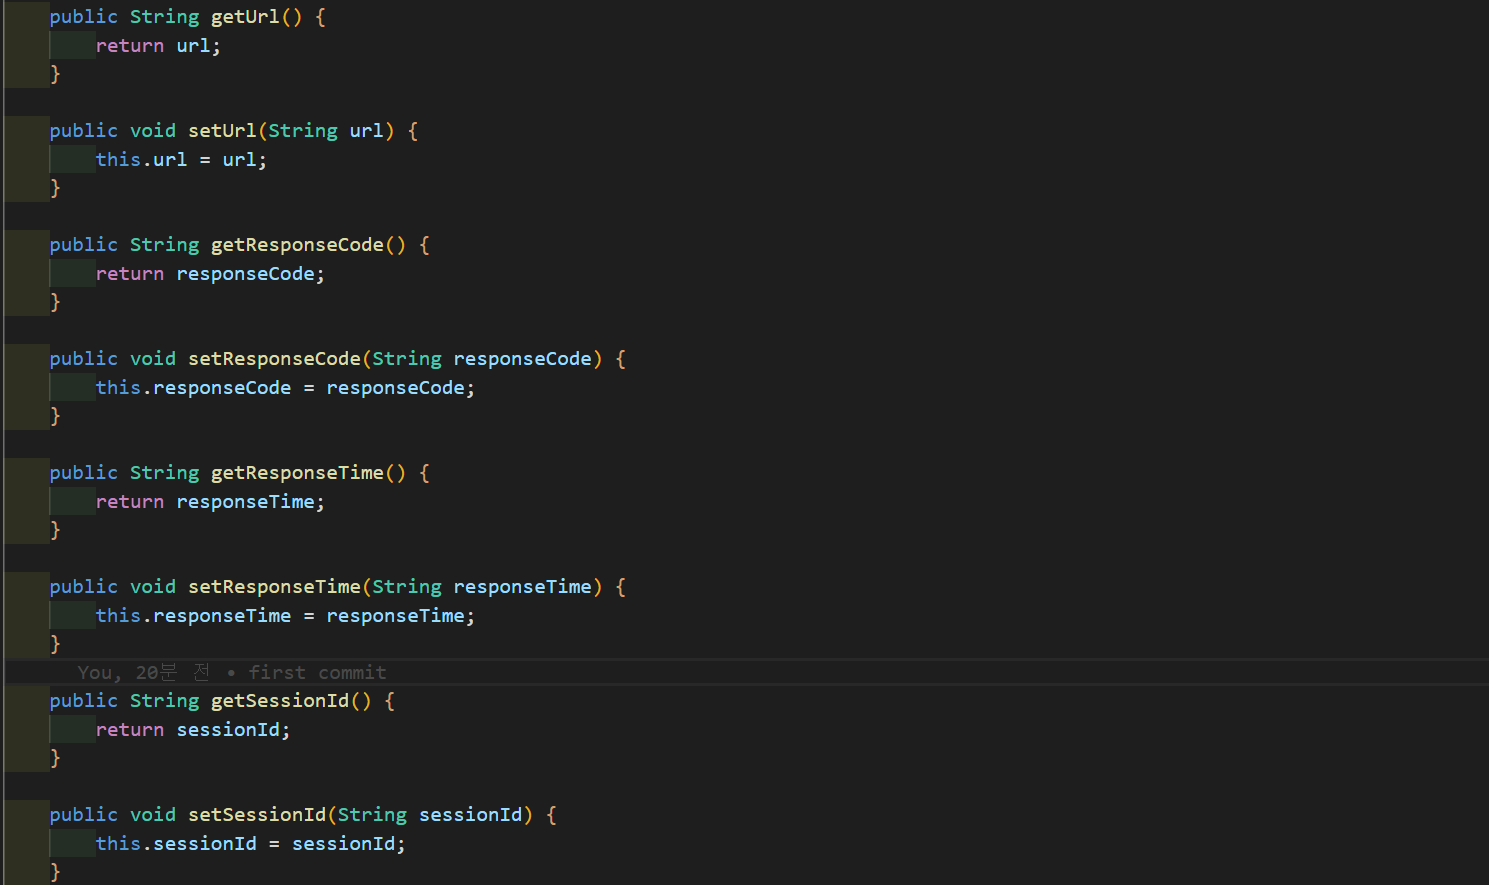 public String getUrl() {
return url;
}
public void setUrl(String url) {
this.url = url;
}
public String getResponseCode() {
return responseCode;
}
public void setResponseCode(String responseCode) {
this.responseCode = responseCode;
}
public String getResponseTime() {
return responseTime;
}
public void setResponseTime(String responseTime) {
this.responseTime = responseTime;
}
You, 20분 전 • first commit
public String getSessionId() {
return sessionId;
}
public void setSessionId(String sessionId) {
this.sessionId = sessionId;
}